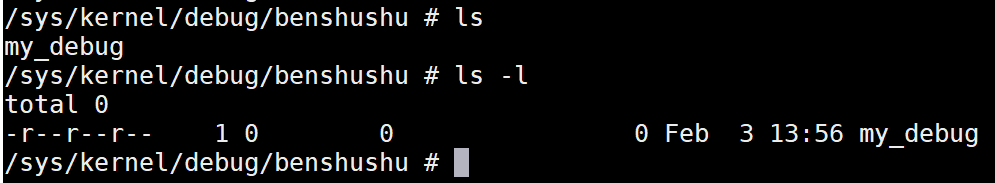 /sys/kernel/debug/benshushu # ls
my_debug
/sys/kernel/debug/benshushu # ls -l
total 0
-r--r--r--    1 0        0                0 Feb  3 13:56 my_debug
/sys/kernel/debug/benshushu #